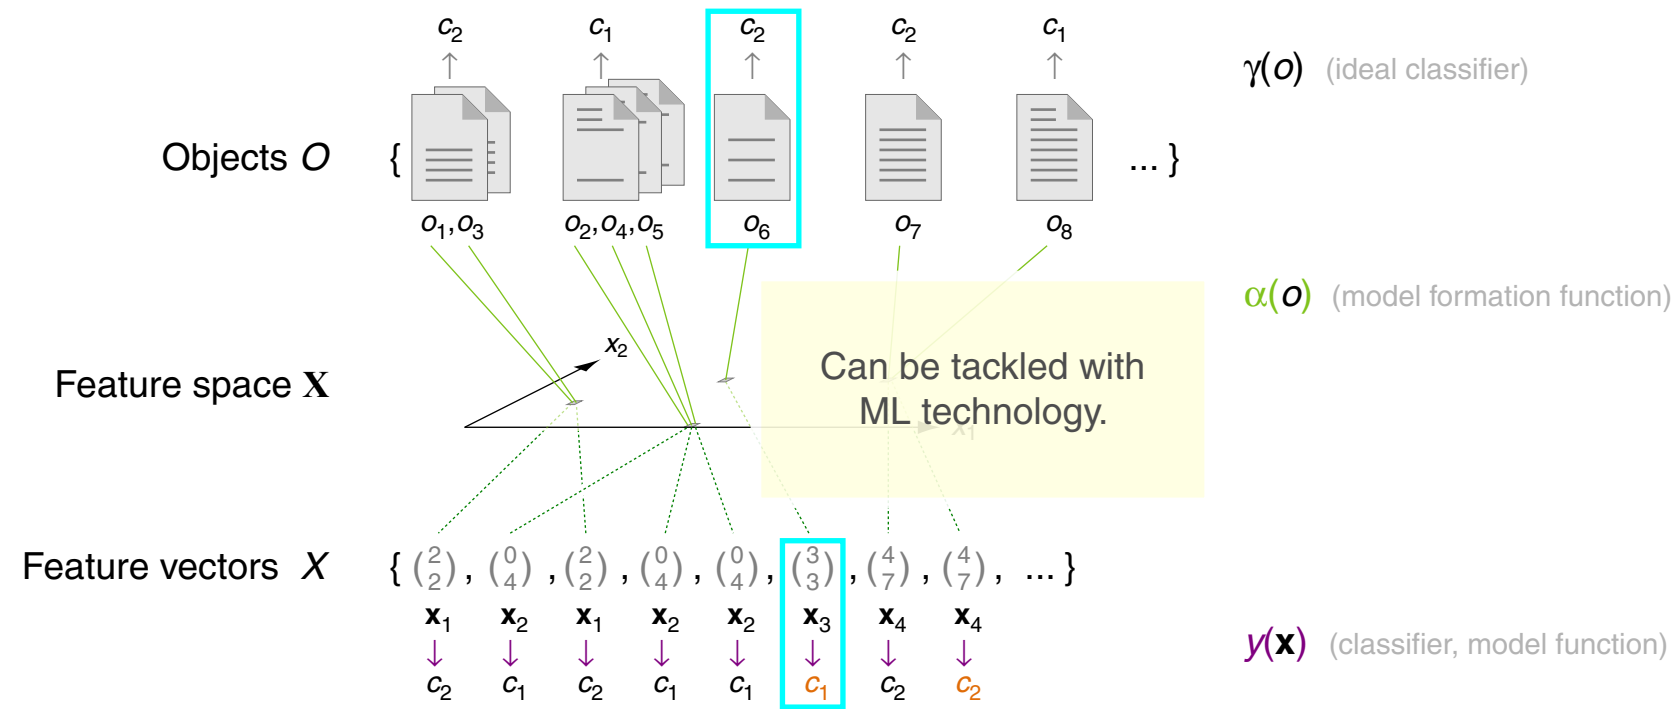 c2 c1 c2 c2 c1 γ(o) (ideal classifier)
Objects O { ... }
o1,o3 o2,o4,o5 o6 o7 o8
α(o) (model formation function)
x2
Can be tackled with
Feature space X
ML technology.
x1
Feature vectors X { (2 2), (0 4), (2 2), (0 4), (0 4), (3 3), (4 7), (4 7), ... }
x1 x2 x1 x2 x2 x3 x4 x4
y(x) (classifier, model function)
c2 c1 c2 c1 c1 c1 c2 c2